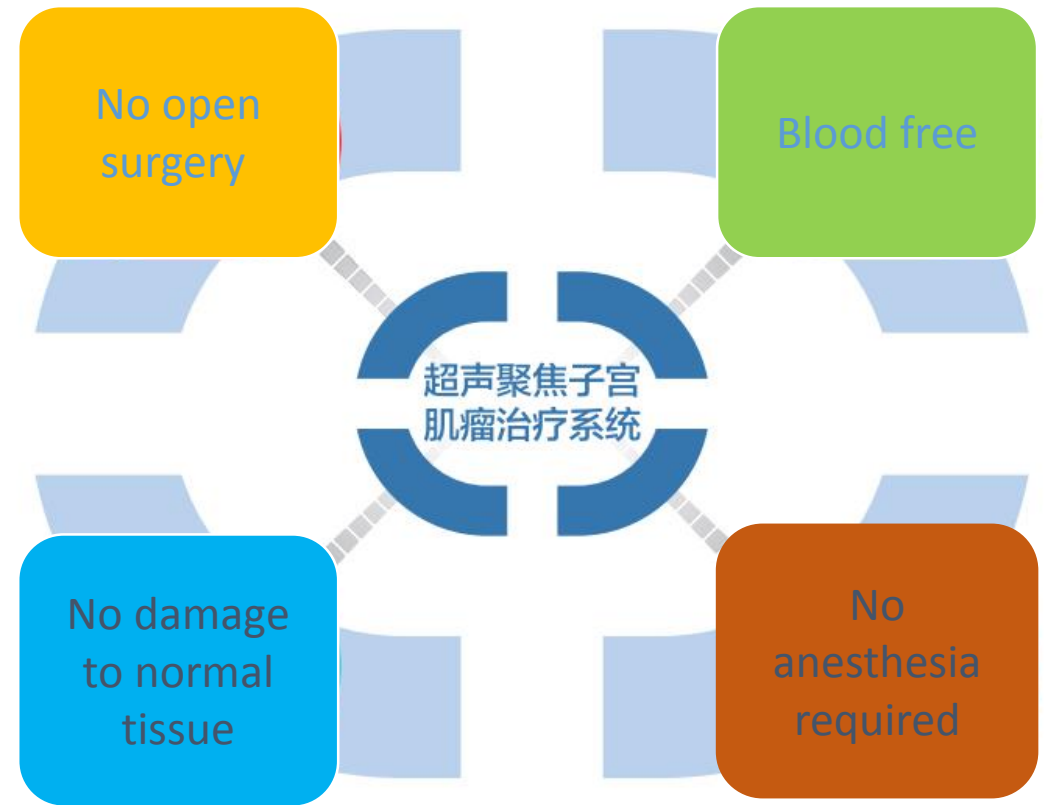 No open
surgery
Blood free
超声聚焦子宫
肌瘤治疗系统
No damage
to normal
tissue
No
anesthesia
required